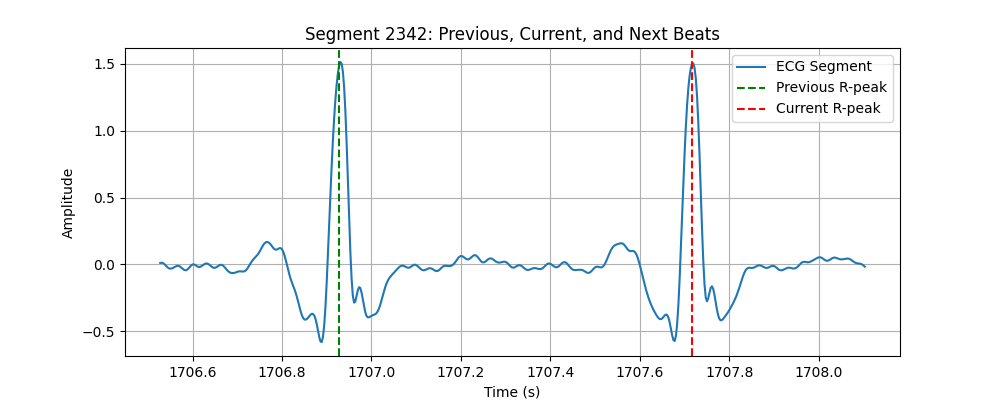 Segment 2342: Previous, Current, and Next Beats
ECG Segment
Previous R-peak
Current R-peak
1.5
1.0
0.5
0.0
−0.5
Amplitude
1706.6 1706.8 1707.0 1707.2 1707.4 1707.6 1707.8 1708.0
Time (s)